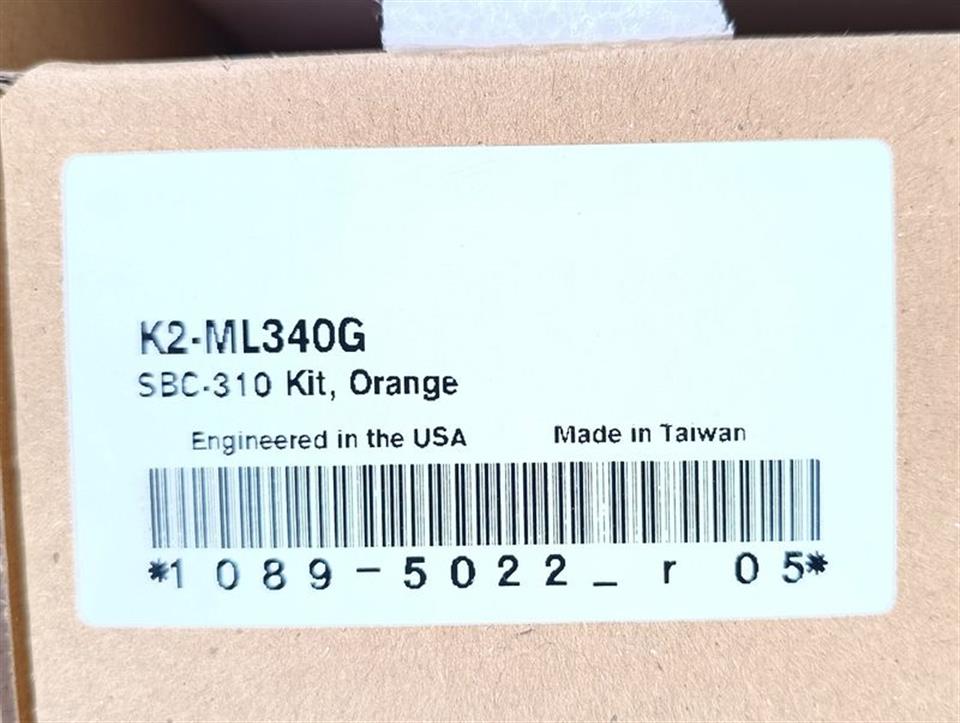 K2-ML340G
SBC-310 Kit, Orange
Engineered in the USA Made in Taiwan
*1089-5022_r05*